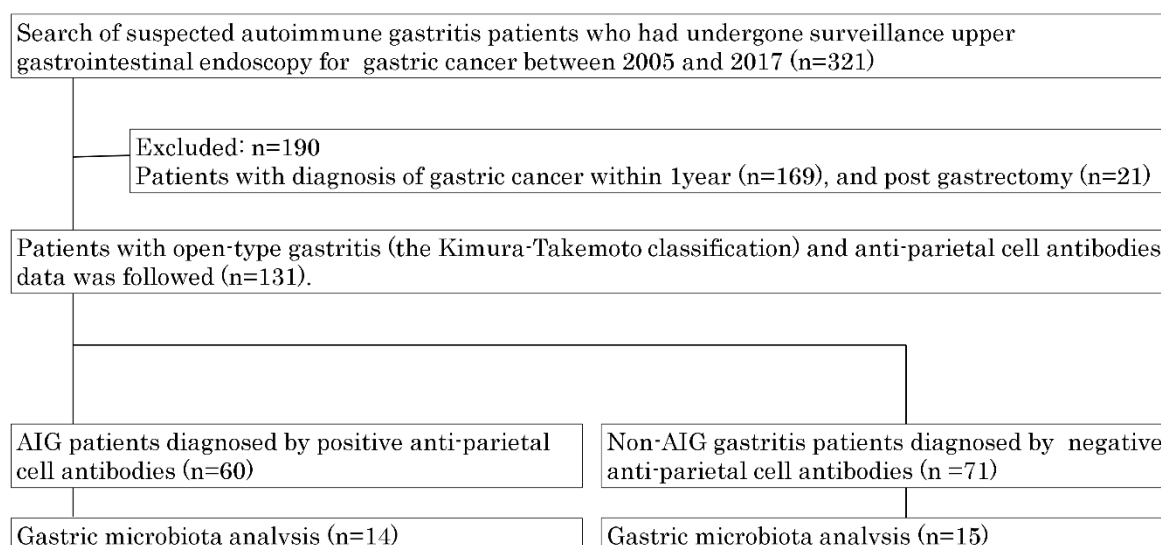 Search of suspected autoimmune gastritis patients who had undergone surveillance upper
gastrointestinal endoscopy for gastric cancer between 2005 and 2017 (n=321)
Excluded: n=190
Patients with diagnosis of gastric cancer within 1year (n=169), and post gastrectomy (n=21)
Patients with open-type gastritis (the Kimura-Takemoto classification) and anti-parietal cell antibodies
data was followed (n=131).
AIG patients diagnosed by positive anti-parietal
cell antibodies (n=60)
Non-AIG gastritis patients diagnosed by negative
anti-parietal cell antibodies (n =71)
Gastric microbiota analysis (n=14)
Gastric microbiota analysis (n=15)